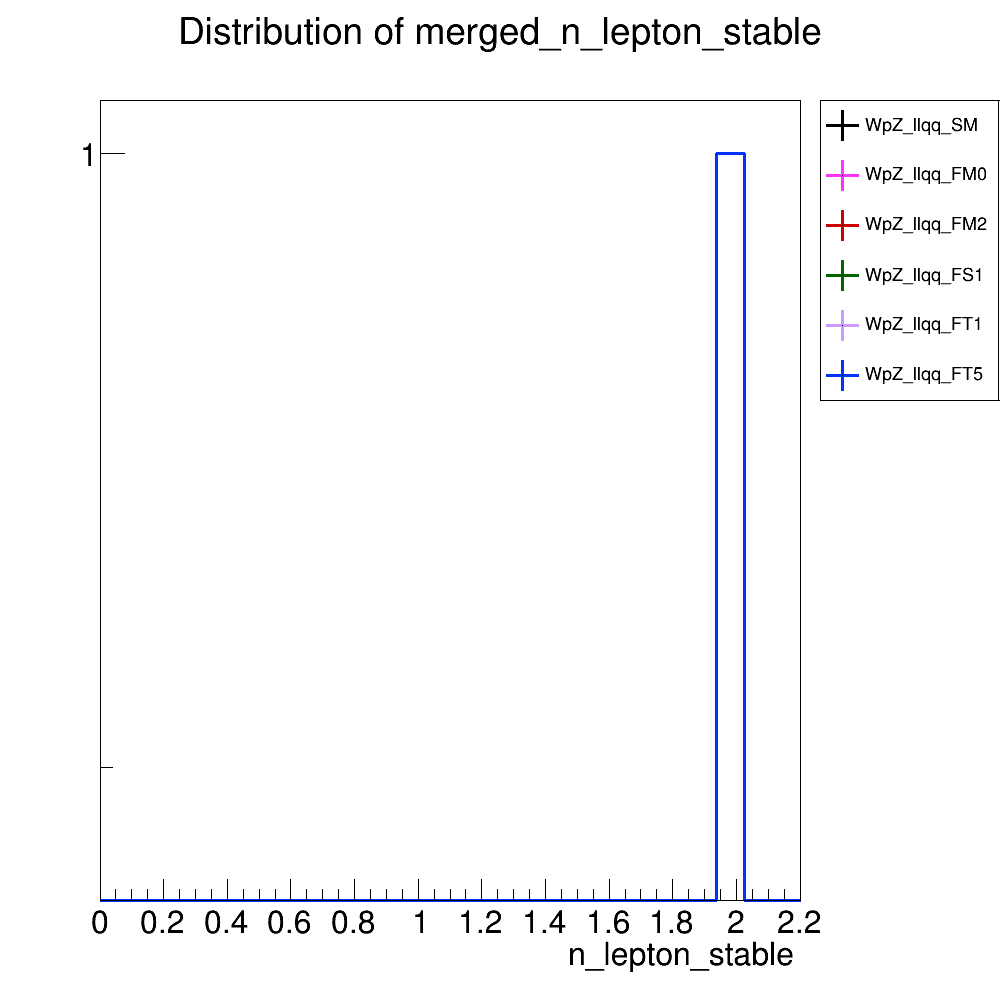 Distribution of merged_n_lepton_stable
WpZ_llqq_SM
WpZ_llqq_FM0
WpZ_llqq_FM2
WpZ_llqq_FS1
WpZ_llqq_FT1
WpZ_llqq_FT5
1
0 0.2 0.4 0.6 0.8 1 1.2 1.4 1.6 1.8 2 2.2
n_lepton_stable